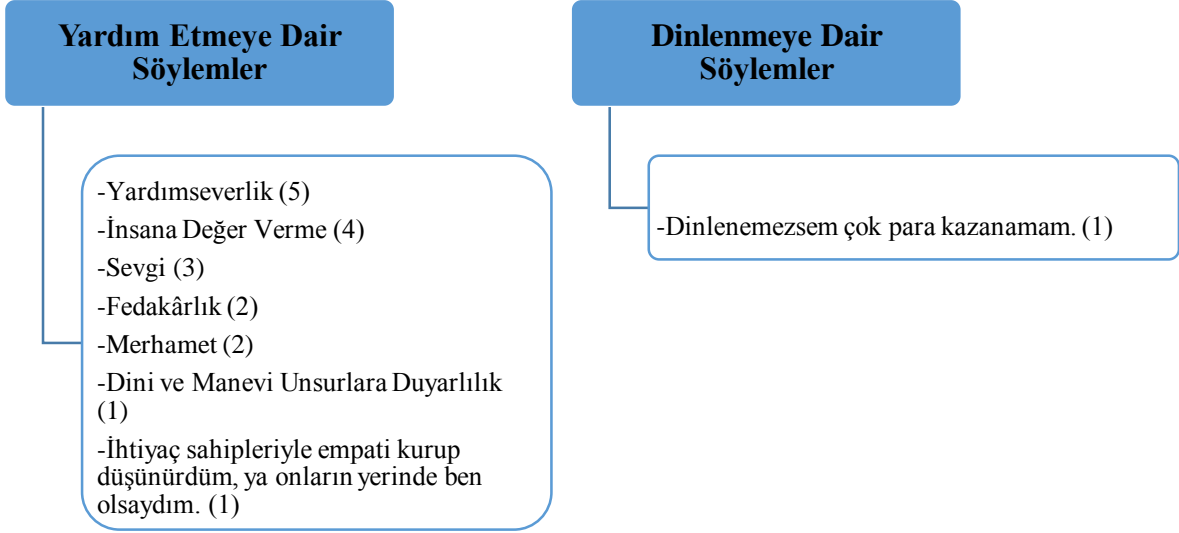 Yardım Etmeye Dair
Söylemler
-Yardımseverlik (5)
-İnsana Değer Verme (4)
-Sevgi (3)
-Fedakârlık (2)
-Merhamet (2)
-Dini ve Manevi Unsurlara Duyarlılık
(1)
-İhtiyaç sahipleriyle empati kurup
düşünürdüm, ya onların yerinde ben
olsaydım. (1)
Dinlenmeye Dair
Söylemler
-Dinlenemezsem çok para kazanamam. (1)